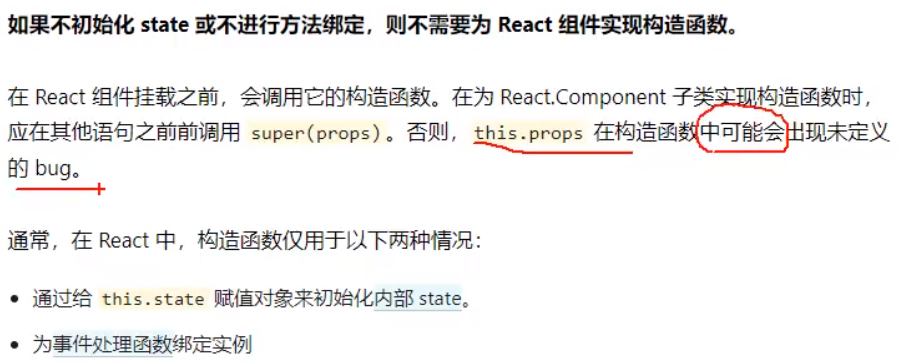 如果不初始化 state 或不进行方法绑定，则不需要为 React 组件实现构造函数。
在 React 组件挂载之前，会调用它的构造函数。在为 React.Component 子类实现构造函数时，
应在其他语句之前前调用 super(props)。否则，this.props 在构造函数中可能会出现未定义
的 bug。
通常，在 React 中，构造函数仅用于以下两种情况：
• 通过给 this.state 赋值对象来初始化内部 state。
• 为事件处理函数绑定实例